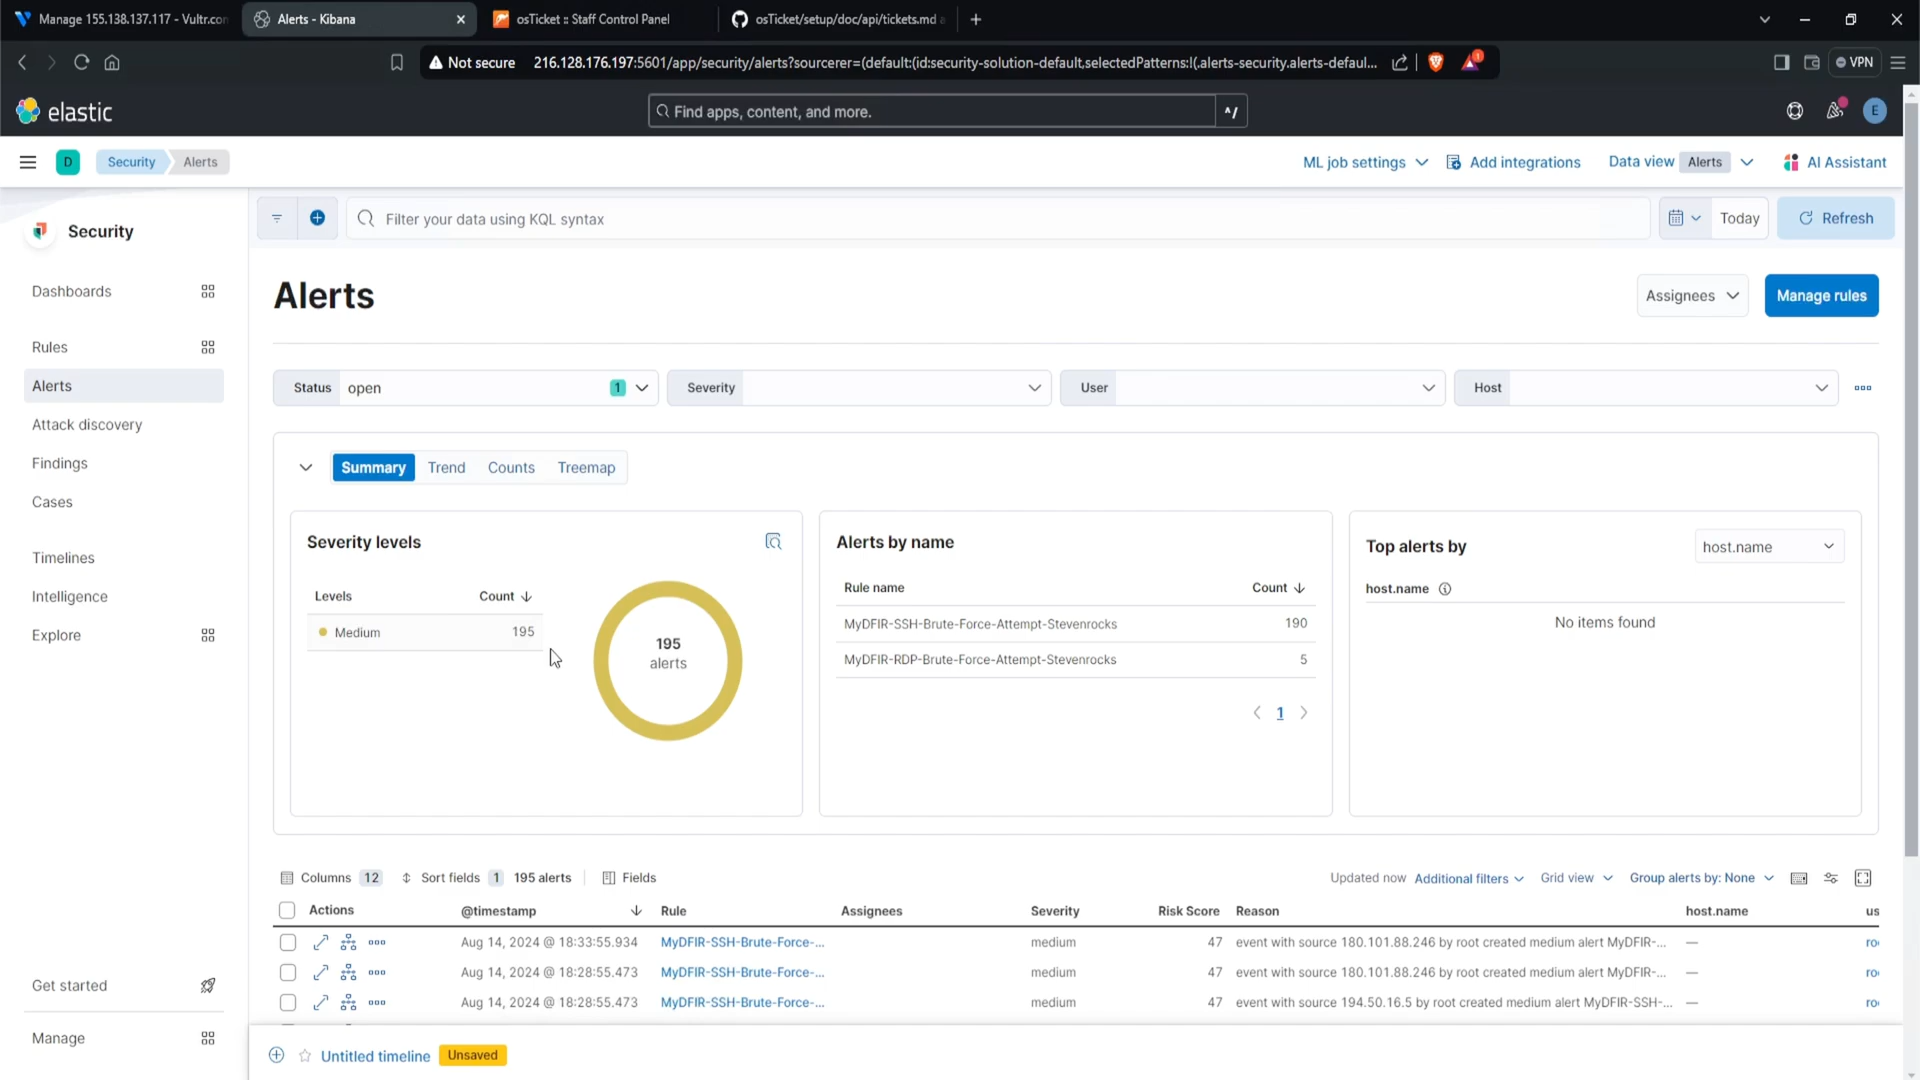 Manage 155.138.137.117 - Vultr.con
Alerts - Kibana
osTicket :: Staff Control Panel
osTicket/setup/doc/api/tickets.md a
Not secure
216.128.176.197:5601/app/security/alerts?sourcerer=(default:(id:security-solution-default,selectedPatterns:!(.alerts-security.alerts-defaul...
1
VPN
elastic
Find apps, content, and more.
^/
E
D
Security
Alerts
ML job settings
Add integrations
Data view
Alerts
AI Assistant
Security
Filter your data using KQL syntax
Today
Refresh
Dashboards
Rules
Alerts
Attack discovery
Findings
Cases
Timelines
Intelligence
Explore
Get started
Manage
Alerts
Assignees
Manage rules
Status
open
1
Severity
User
Host
Summary
Trend
Counts
Treemap
Severity levels
Levels
Count
Medium
195
195
alerts
Alerts by name
Rule name
Count
MyDFIR-SSH-Brute-Force-Attempt-Stevenrocks
190
MyDFIR-RDP-Brute-Force-Attempt-Stevenrocks
5
1
Top alerts by
host.name
host.name
No items found
Columns 12
Sort fields 1
195 alerts
Fields
Updated now
Additional filters
Grid view
Group alerts by: None
Actions
@timestamp
Rule
Assignees
Severity
Risk Score
Reason
host.name
us
Aug 14, 2024 @ 18:33:55.934
MyDFIR-SSH-Brute-Force-...
medium
47
event with source 180.101.88.246 by root created medium alert MyDFIR-...
—
ro
Aug 14, 2024 @ 18:28:55.473
MyDFIR-SSH-Brute-Force-...
medium
47
event with source 180.101.88.246 by root created medium alert MyDFIR-...
—
ro
Aug 14, 2024 @ 18:28:55.473
MyDFIR-SSH-Brute-Force-...
medium
47
event with source 194.50.16.5 by root created medium alert MyDFIR-SSH-...
—
ro
Untitled timeline
Unsaved